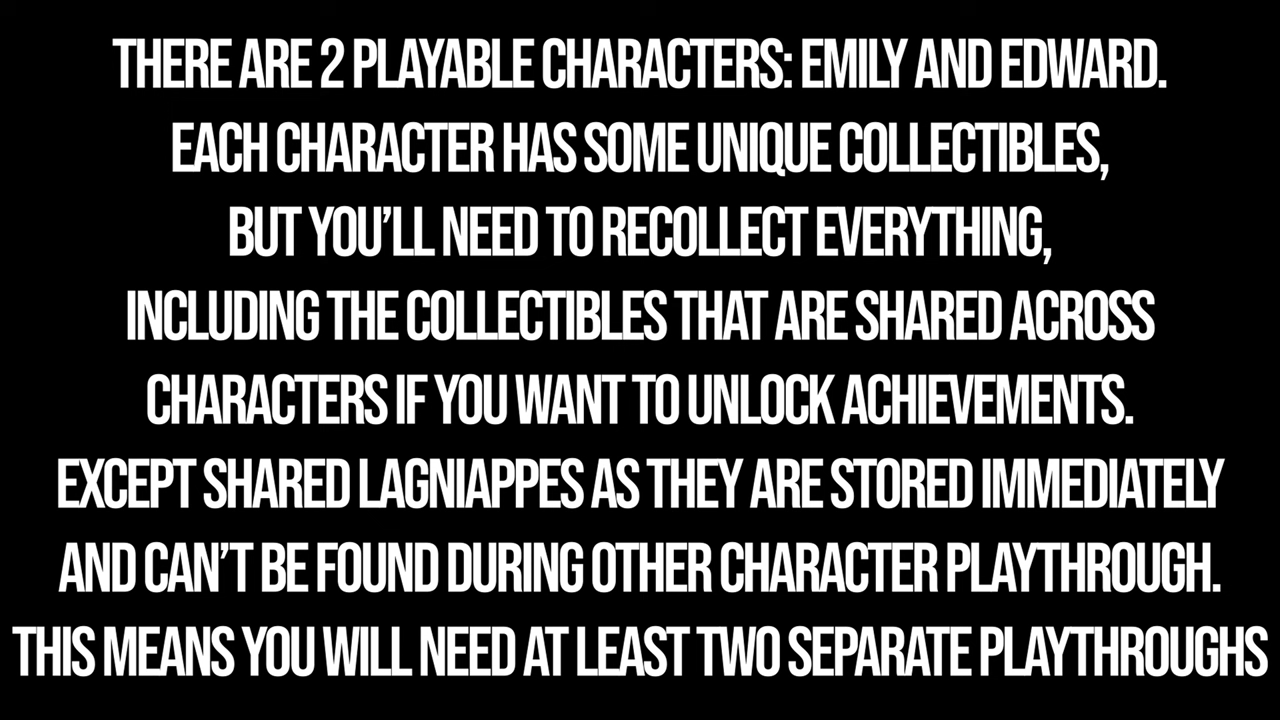 THERE ARE 2 PLAYABLE CHARACTERS: EMILY AND EDWARD.
EACH CHARACTER HAS SOME UNIQUE COLLECTIBLES,
BUT YOU'LL NEED TO RECOLLECT EVERYTHING,
INCLUDING THE COLLECTIBLES THAT ARE SHARED ACROSS
CHARACTERS IF YOU WANT TO UNLOCK ACHIEVEMENTS.
EXCEPT SHARED LAGNIAPPES AS THEY ARE STORED IMMEDIATELY
AND CAN'T BE FOUND DURING OTHER CHARACTER PLAYTHROUGH.
THIS MEANS YOU WILL NEED AT LEAST TWO SEPARATE PLAYTHROUGHS